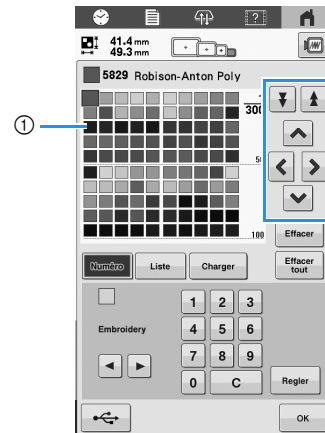 ?
41.4 mm
49.3 mm
5829 Robison-Anton Poly
300
①
50
100
Effacer
Numéro Liste Charger
Effacer
tout
Embroidery
1 2 3
4 5 6
7 8 9
0 C
Regler
OK